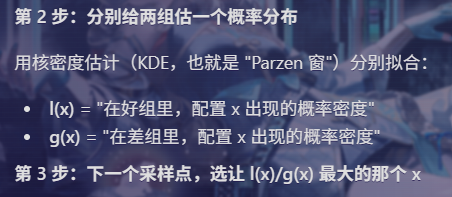 第 2 步：分别给两组估一个概率分布
用核密度估计（KDE，也就是 "Parzen 窗"）分别拟合：
• l(x) = "在好组里，配置 x 出现的概率密度"
• g(x) = "在差组里，配置 x 出现的概率密度"
第 3 步：下一个采样点，选让 l(x)/g(x) 最大的那个 x